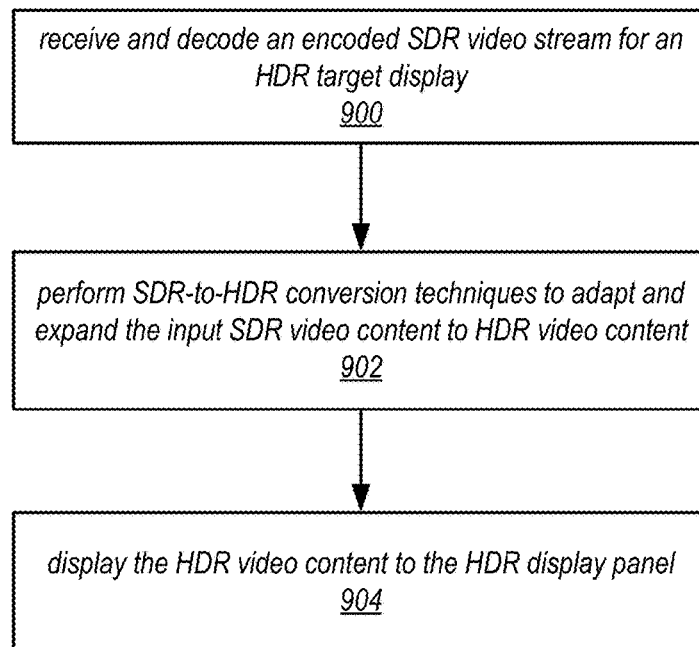 receive and decode an encoded SDR video stream for an
HDR target display
900
perform SDR-to-HDR conversion techniques to adapt and
expand the input SDR video content to HDR video content
902
display the HDR video content to the HDR display panel
904